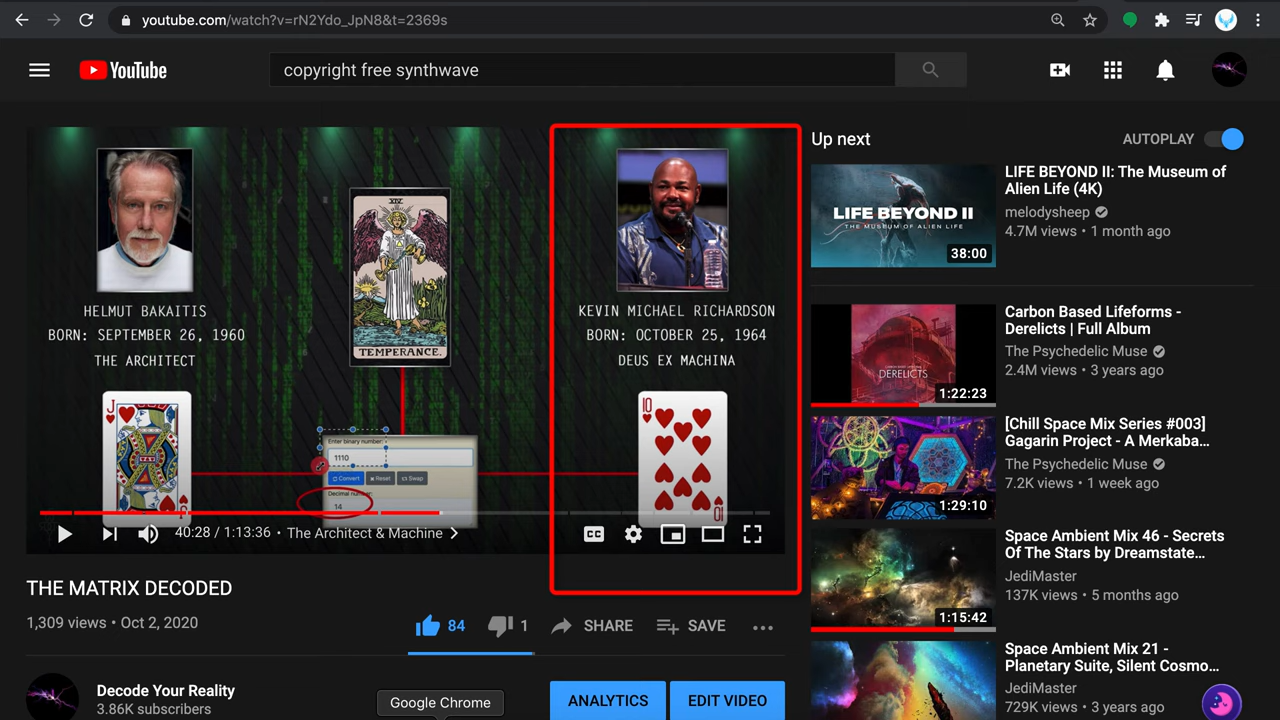 youtube.com/watch?v=rN2Ydo_JpN8&t=2369s
YouTube
copyright free synthwave
HELMUT BAKAITIS
BORN: SEPTEMBER 26, 1960
THE ARCHITECT
J
XIV
TEMPERANCE.
Enter binary number:
1110
Convert
Reset
Swap
Decimal number:
14
KEVIN MICHAEL RICHARDSON
BORN: OCTOBER 25, 1964
DEUS EX MACHINA
10
10
40:28 / 1:13:36 • The Architect & Machine
CC
THE MATRIX DECODED
1,309 views • Oct 2, 2020
84
1
SHARE
SAVE
Decode Your Reality
3.86K subscribers
Google Chrome
ANALYTICS
EDIT VIDEO
Up next
AUTOPLAY
LIFE BEYOND II
THE MUSEUM OF ALIEN LIFE
38:00
LIFE BEYOND II: The Museum of
Alien Life (4K)
melodysheep
4.7M views • 1 month ago
DERELICTS
1:22:23
Carbon Based Lifeforms -
Derelicts | Full Album
The Psychedelic Muse
2.4M views • 3 years ago
1:29:10
[Chill Space Mix Series #003]
Gagarin Project - A Merkaba...
The Psychedelic Muse
7.2K views • 1 week ago
1:15:42
Space Ambient Mix 46 - Secrets
Of The Stars by Dreamstate...
JediMaster
137K views • 5 months ago
Space Ambient Mix 21 -
Planetary Suite, Silent Cosmo...
JediMaster
729K views • 3 years ago